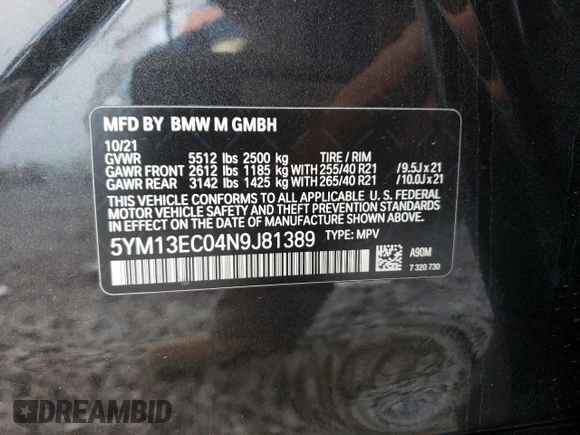 MFD BY BMW M GMBH
10/21
GVWR 5512 lbs 2500 kg TIRE / RIM
GAWR FRONT 2612 lbs 1185 kg WITH 255/40 R21 /9.5J x 21
GAWR REAR 3142 lbs 1425 kg WITH 265/40 R21 /10.0J x 21
THIS VEHICLE CONFORMS TO ALL APPLICABLE U. S. FEDERAL
MOTOR VEHICLE SAFETY AND THEFT PREVENTION STANDARDS
IN EFFECT ON THE DATE OF MANUFACTURE SHOWN ABOVE.
5YM13EC04N9J81389 TYPE: MPV
A90M
7 320 730
DREAMBID